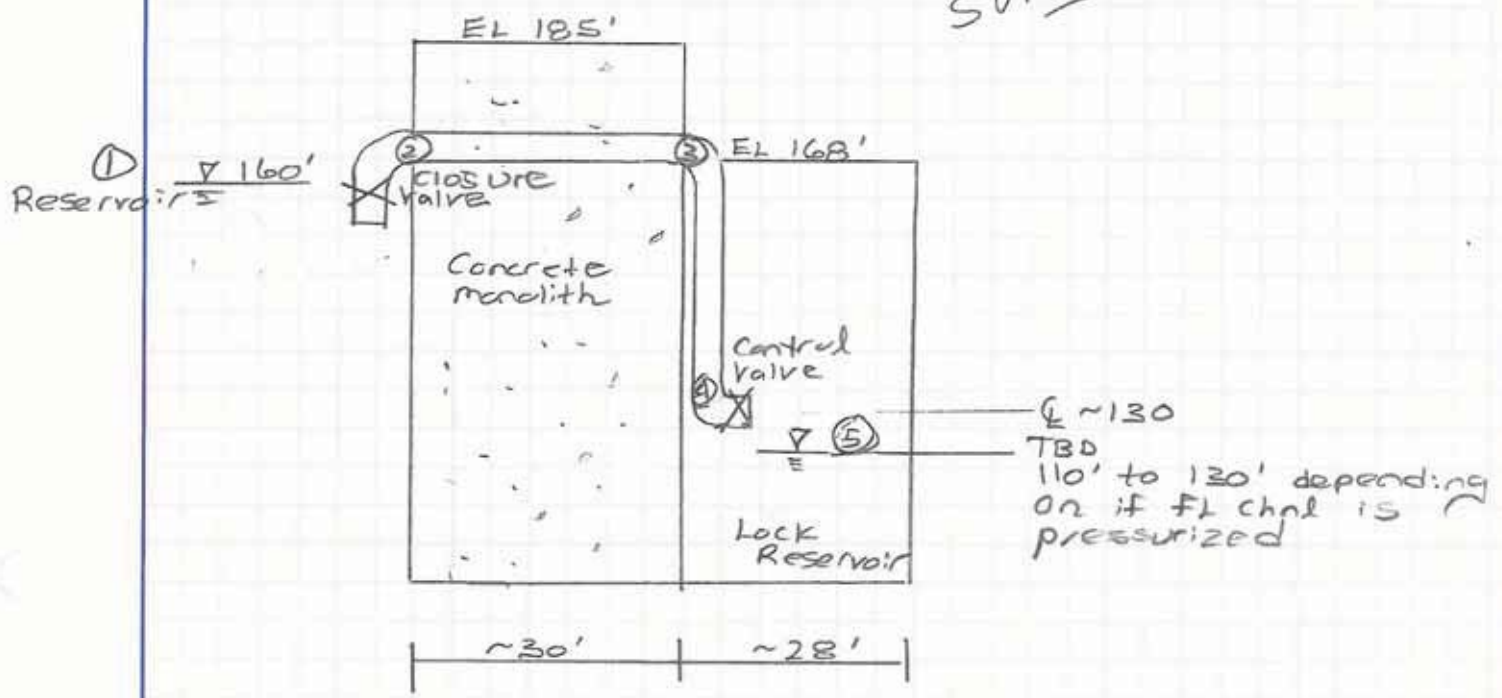 EL 185'
① ▽ 160'
Reservoir
②
③ EL 168'
closure
valve
Concrete
monolith
Control
valve
④
▽ ⑤
℄ ~130
TBD
110' to 130' depending
on if FL chnl is
pressurized
Lock
Reservoir
~30'
~28'